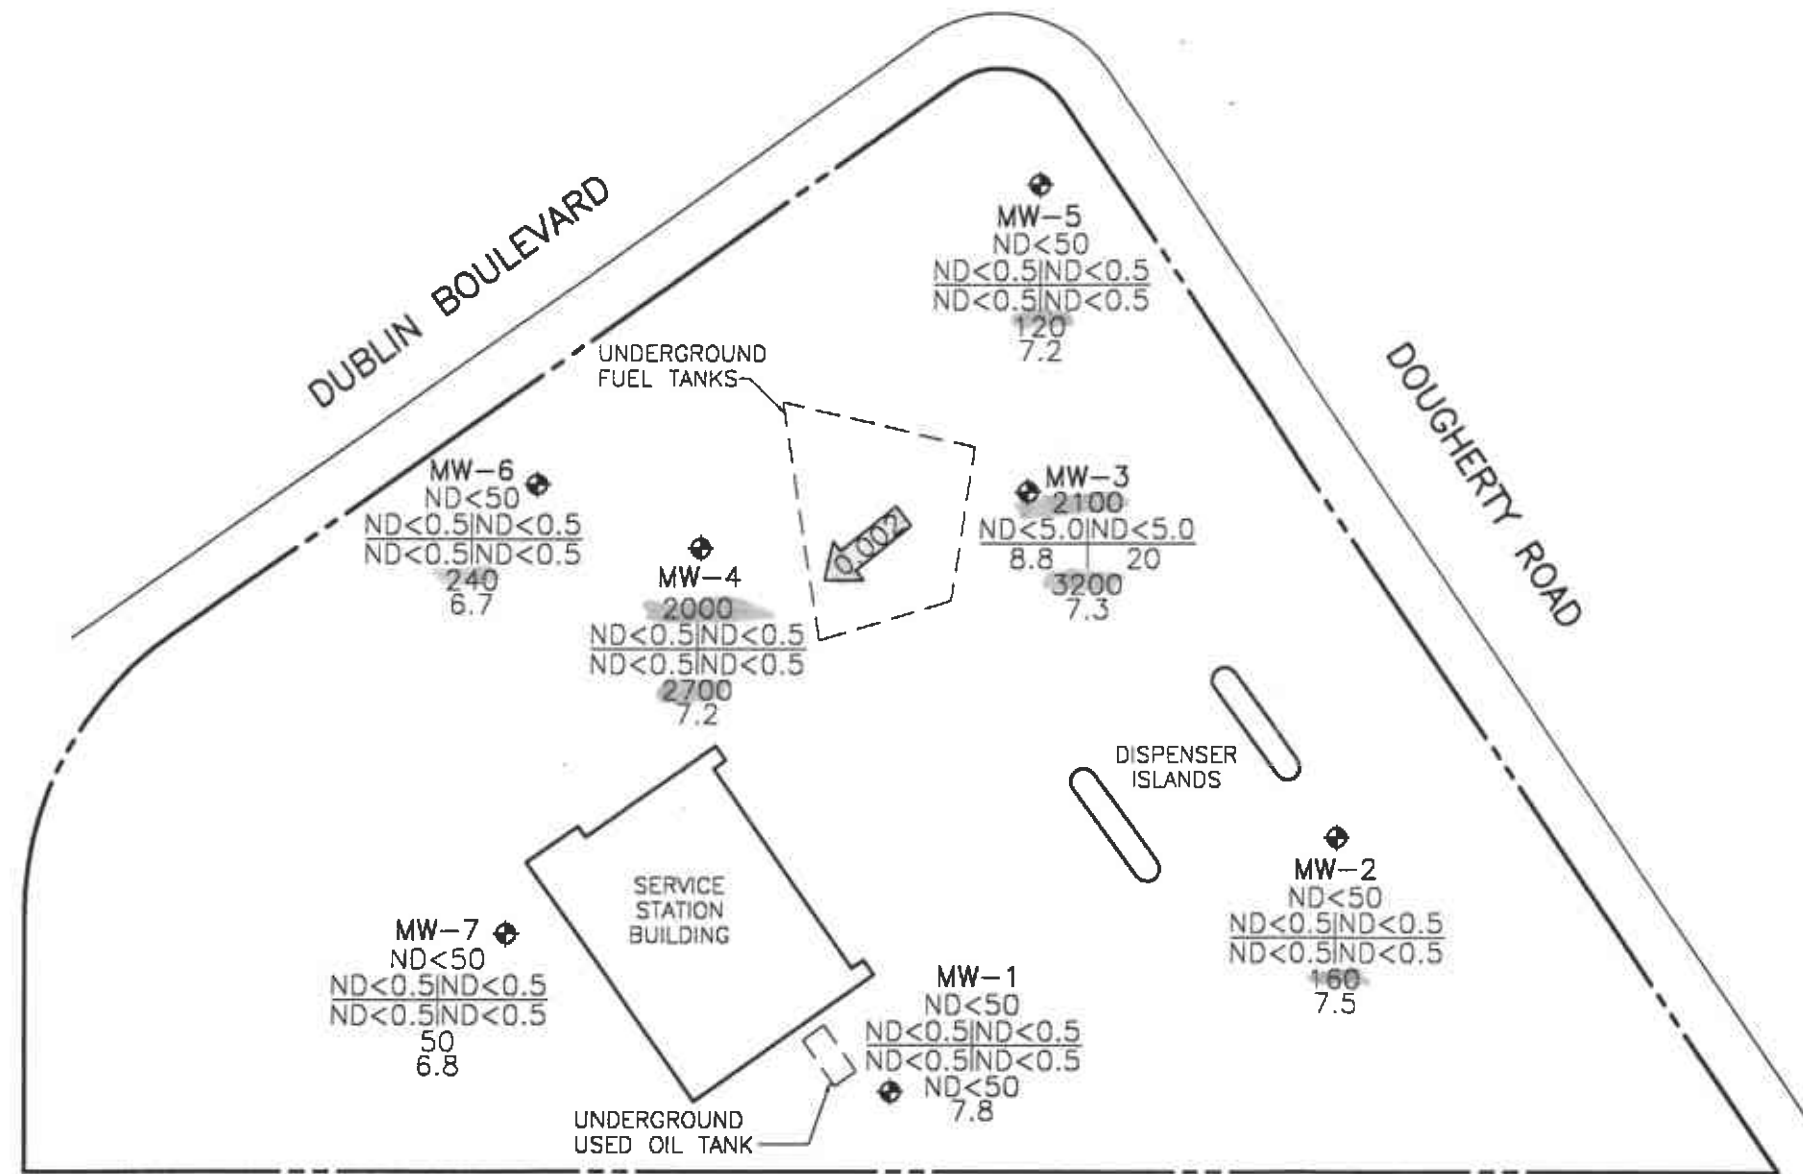 DUBLIN BOULEVARD
DOUGHERTY ROAD
MW-5
ND<50
ND<0.5|ND<0.5
ND<0.5|ND<0.5
120
7.2
UNDERGROUND
FUEL TANKS
MW-6
ND<50
ND<0.5|ND<0.5
ND<0.5|ND<0.5
240
6.7
MW-4
2000
ND<0.5|ND<0.5
ND<0.5|ND<0.5
2700
7.2
0.002
MW-3
2100
ND<5.0|ND<5.0
8.8 | 20
3200
7.3
DISPENSER
ISLANDS
MW-2
ND<50
ND<0.5|ND<0.5
ND<0.5|ND<0.5
160
7.5
SERVICE
STATION
BUILDING
MW-7
ND<50
ND<0.5|ND<0.5
ND<0.5|ND<0.5
50
6.8
MW-1
ND<50
ND<0.5|ND<0.5
ND<0.5|ND<0.5
ND<50
7.8
UNDERGROUND
USED OIL TANK